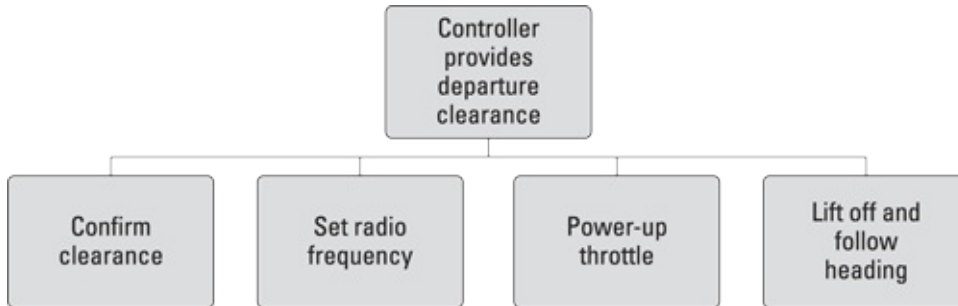 Controller
provides
departure
clearance
Confirm
clearance
Set radio
frequency
Power-up
throttle
Lift off and
follow
heading